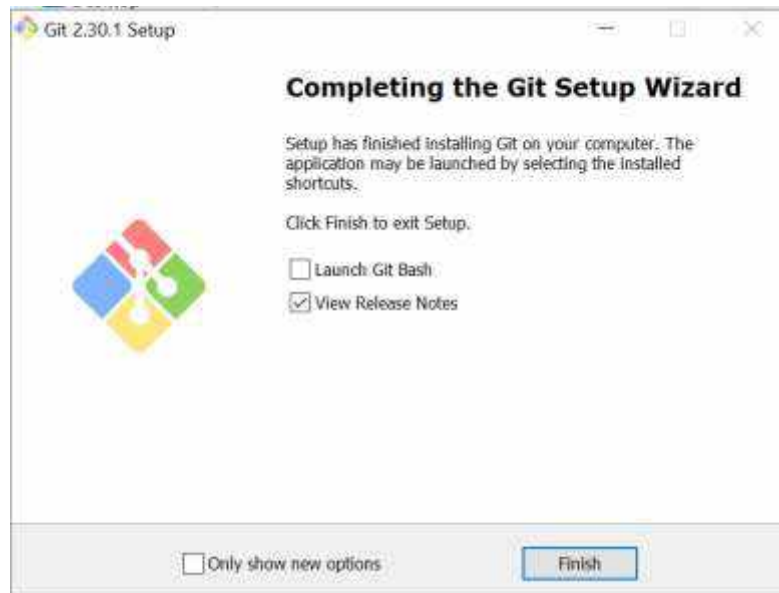 Git 2.30.1 Setup
Completing the Git Setup Wizard
Setup has finished installing Git on your computer. The
application may be launched by selecting the installed
shortcuts.
Click Finish to exit Setup.
Launch Git Bash
View Release Notes
Only show new options
Finish